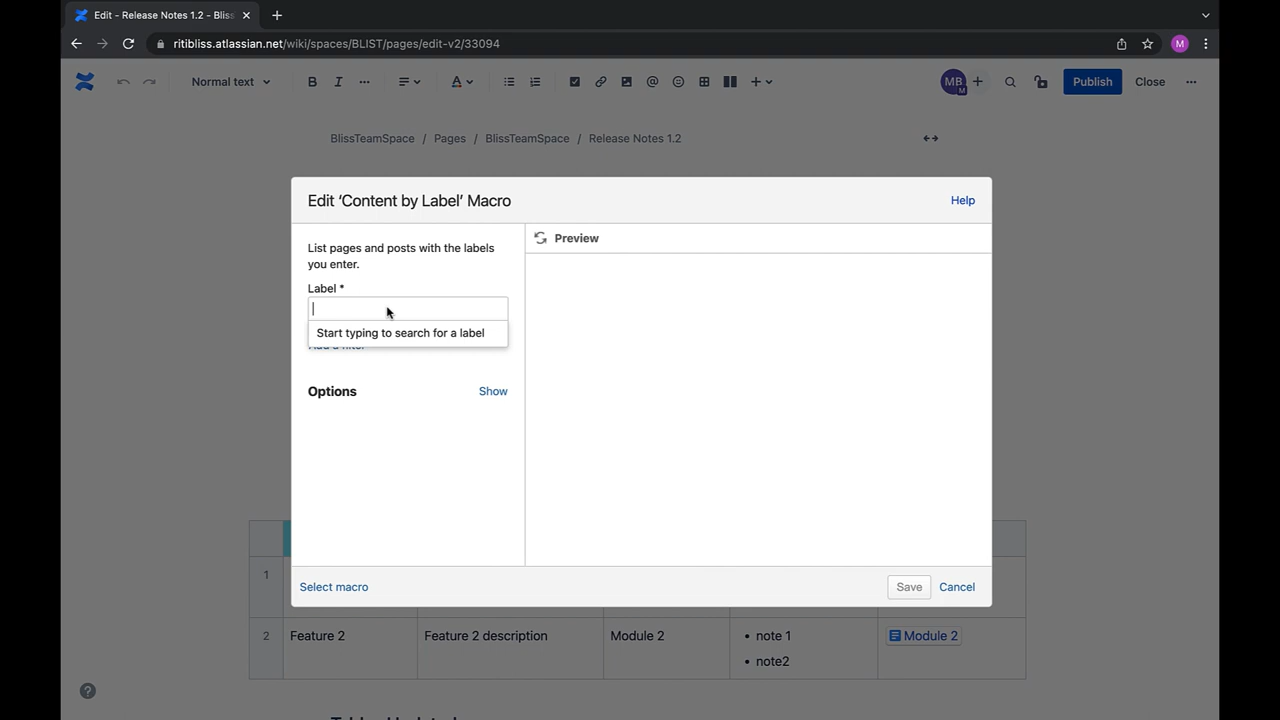 Edit - Release Notes 1.2 - Blis
ritibliss.atlassian.net/wiki/spaces/BLIST/pages/edit-v2/33094
M
Normal text
B I A @
MB
M
Publish
Close
BlissTeamSpace / Pages / BlissTeamSpace / Release Notes 1.2
Edit ‘Content by Label’ Macro
Help
List pages and posts with the labels
you enter.
Preview
Label *
Start typing to search for a label
Add a filter
Options
Show
Select macro
Save
Cancel
1
2 Feature 2 Feature 2 description Module 2 • note 1 Module 2
• note2